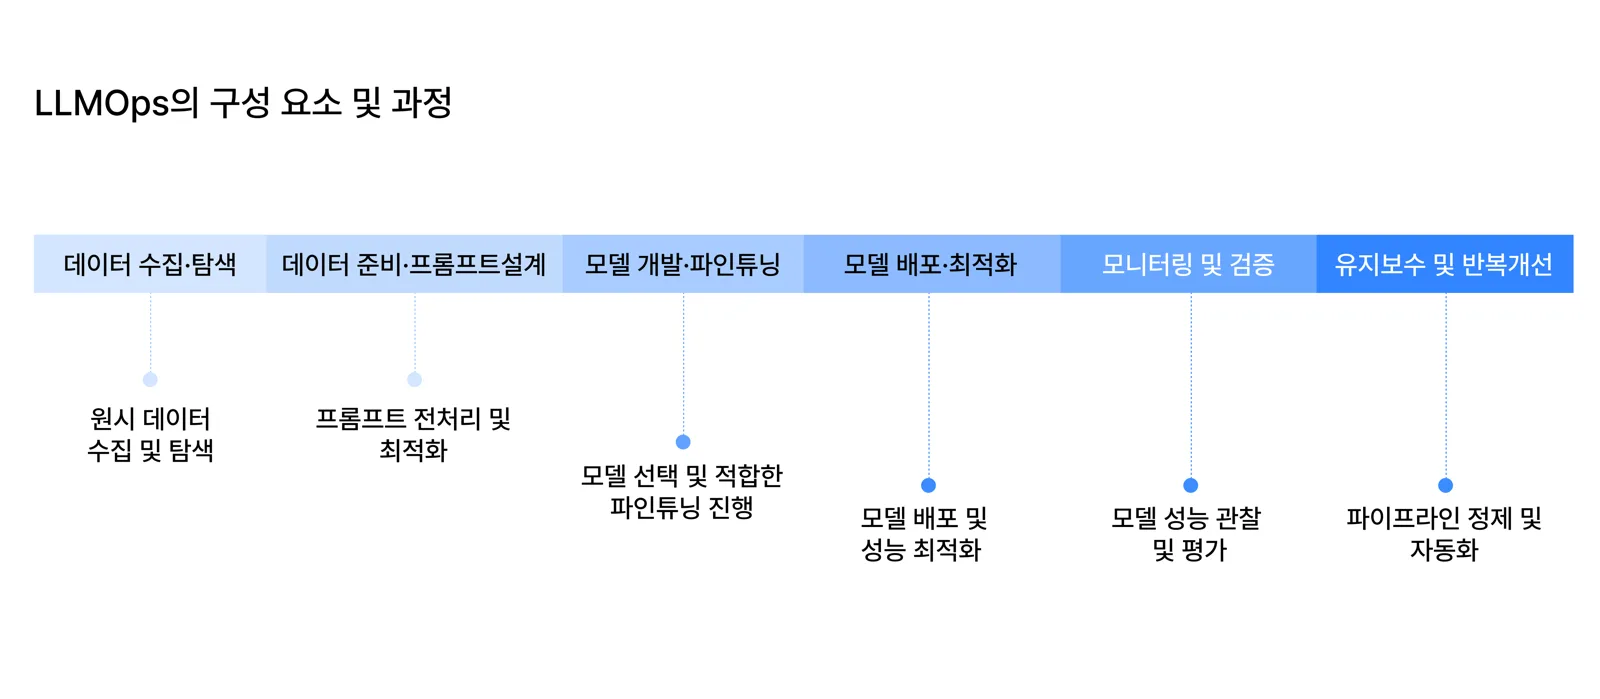 LLMOps의 구성 요소 및 과정
데이터 수집·탐색
데이터 준비·프롬프트설계
모델 개발·파인튜닝
모델 배포·최적화
모니터링 및 검증
유지보수 및 반복개선
원시 데이터
수집 및 탐색
프롬프트 전처리 및
최적화
모델 선택 및 적합한
파인튜닝 진행
모델 배포 및
성능 최적화
모델 성능 관찰
및 평가
파이프라인 정제 및
자동화